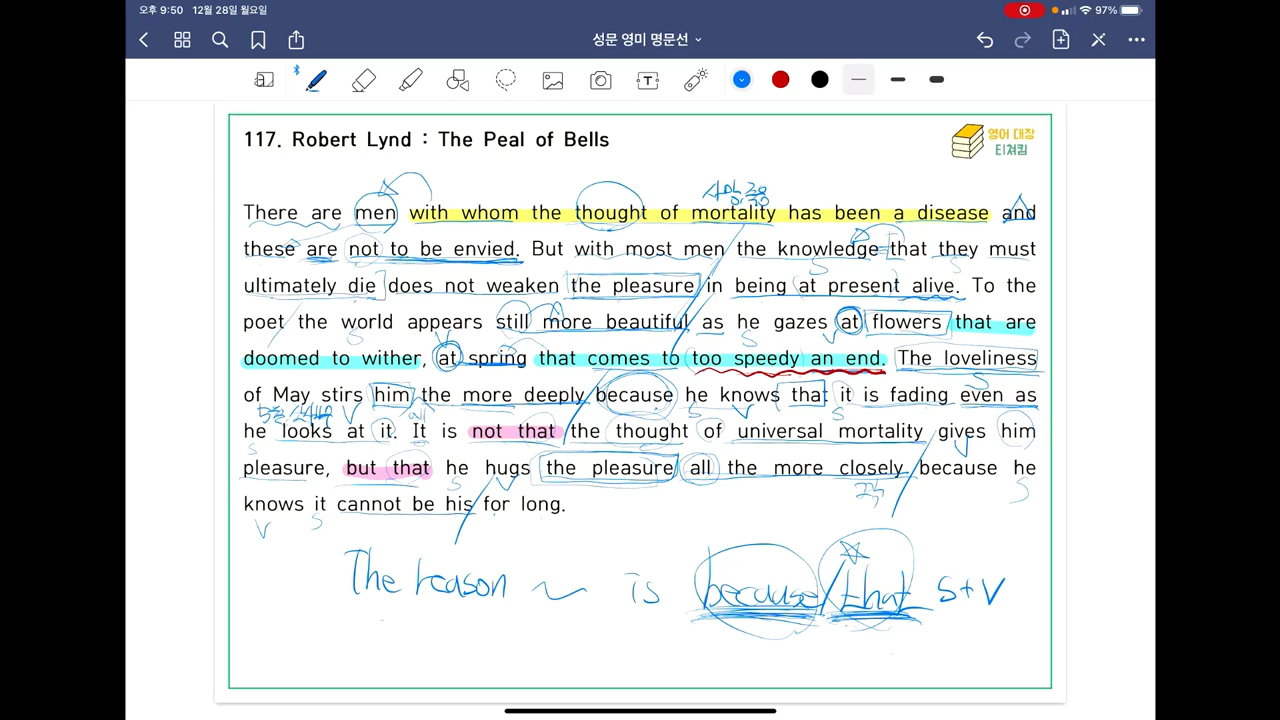 오후 9:50 12월 28일 월요일
97%
성문 영미 명문선
117. Robert Lynd : The Peal of Bells
영어 대장
티쳐킴
사망
There are men with whom the thought of mortality has been a disease and
these are not to be envied. But with most men the knowledge that they must
S S
ultimately die does not weaken the pleasure in being at present alive. To the
poet the world appears still more beautiful as he gazes at flowers that are
S V S V
doomed to wither, at spring that comes to too speedy an end. The loveliness
S
of May stirs him the more deeply because he knows that it is fading even as
V all S V S
he looks at it. It is not that the thought of universal mortality gives him
S V
pleasure, but that he hugs the pleasure all the more closely because he
S V S
knows it cannot be his for long.
V S
The reason ~ is because/that S+V